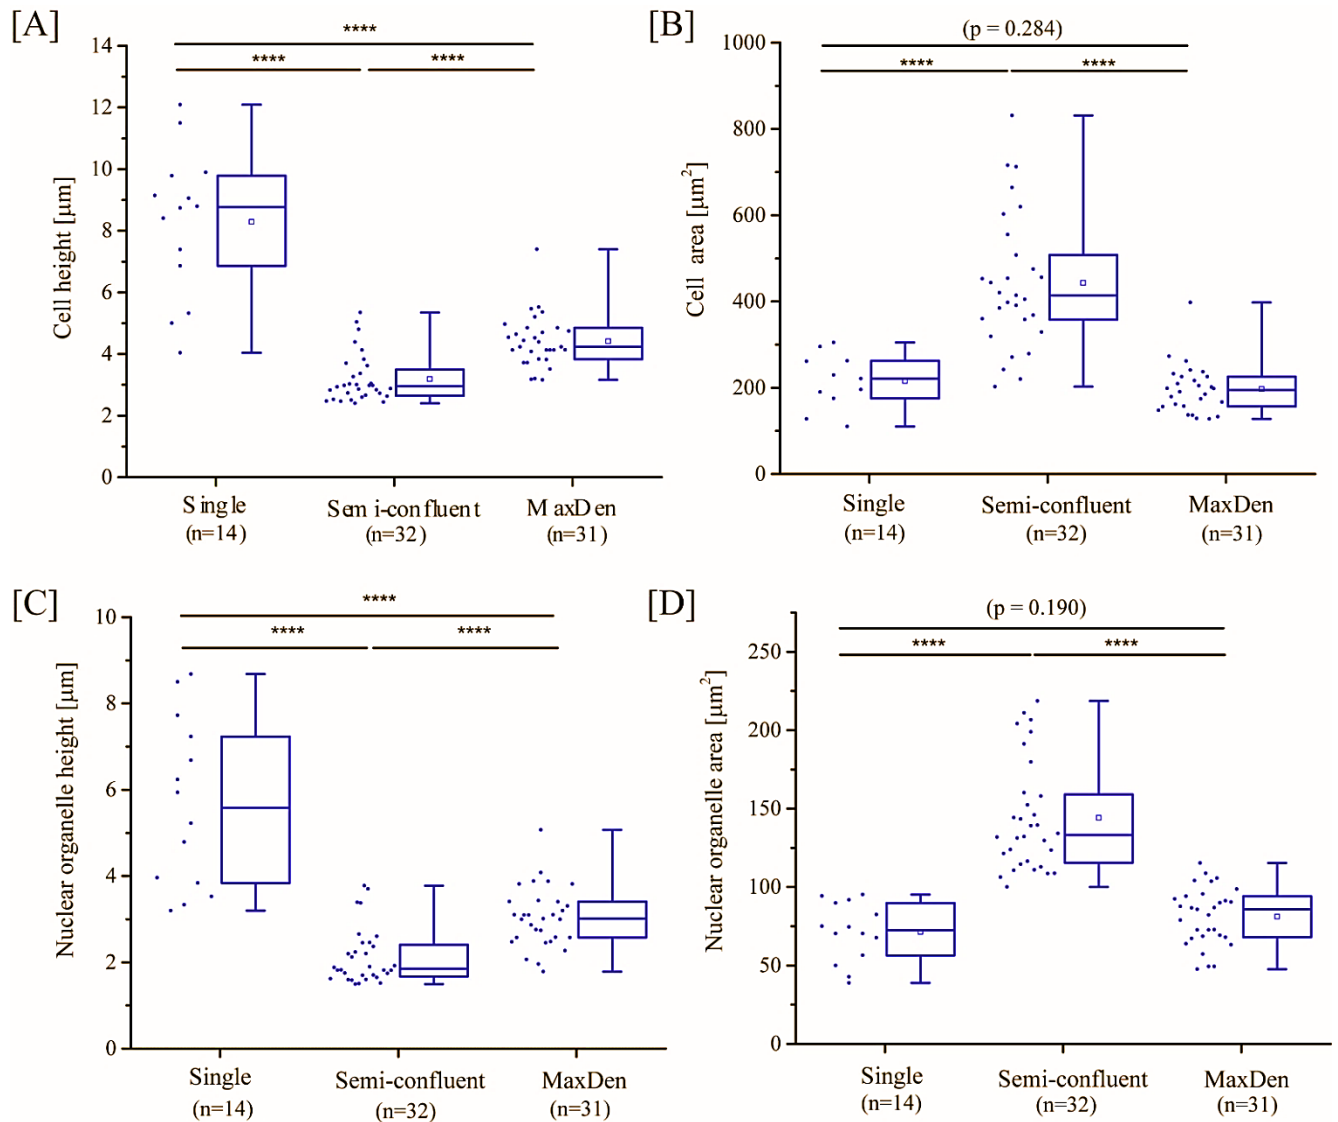 [A]
****
****
****
14
12
10
8
6
4
2
0
Cell height [μm]
Single
Semi-confluent
MaxDen
(n=14)
(n=32)
(n=31)
[B]
(p = 0.284)
****
****
1000
800
600
400
200
0
Cell area [μm²]
Single
Semi-confluent
MaxDen
(n=14)
(n=32)
(n=31)
[C]
****
****
****
10
8
6
4
2
0
Nuclear organelle height [μm]
Single
Semi-confluent
MaxDen
(n=14)
(n=32)
(n=31)
[D]
(p = 0.190)
****
****
250
200
150
100
50
0
Nuclear organelle area [μm²]
Single
Semi-confluent
MaxDen
(n=14)
(n=32)
(n=31)